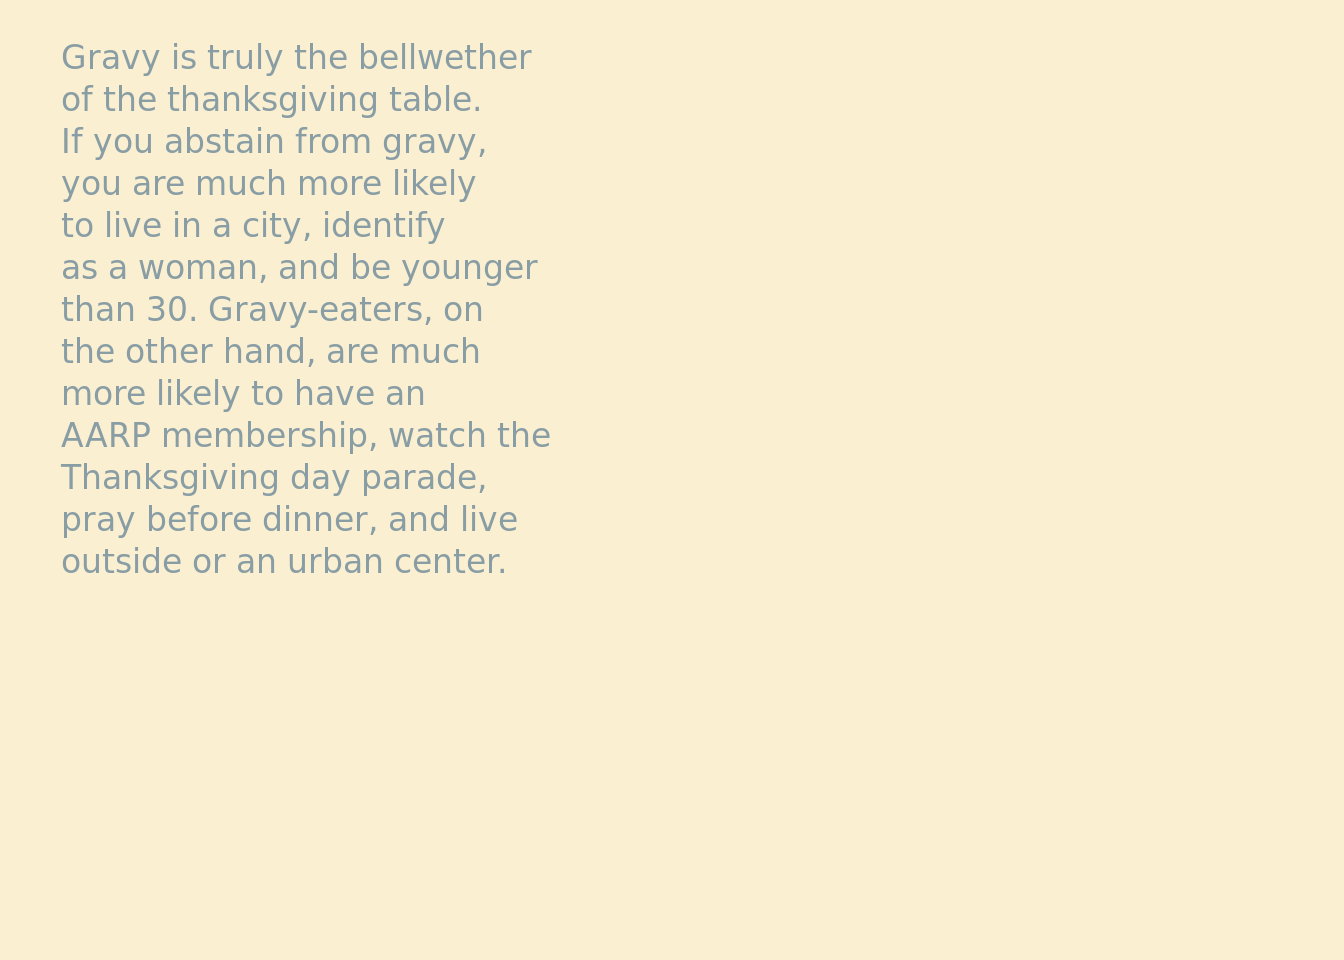 Gravy is truly the bellwether
of the thanksgiving table.
If you abstain from gravy,
you are much more likely
to live in a city, identify
as a woman, and be younger
than 30. Gravy-eaters, on
the other hand, are much
more likely to have an
AARP membership, watch the
Thanksgiving day parade,
pray before dinner, and live
outside or an urban center.